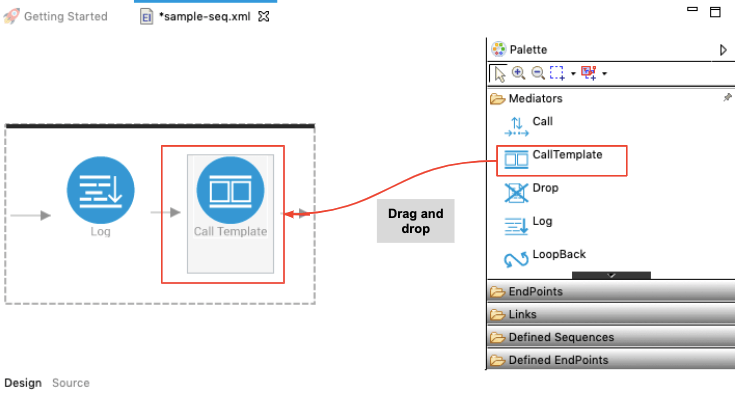 Getting Started
EI
*sample-seq.xml
Palette
Mediators
Call
CallTemplate
Drop
Log
LoopBack
EndPoints
Links
Defined Sequences
Defined EndPoints
Log
Call Template
Drag and
drop
Design
Source